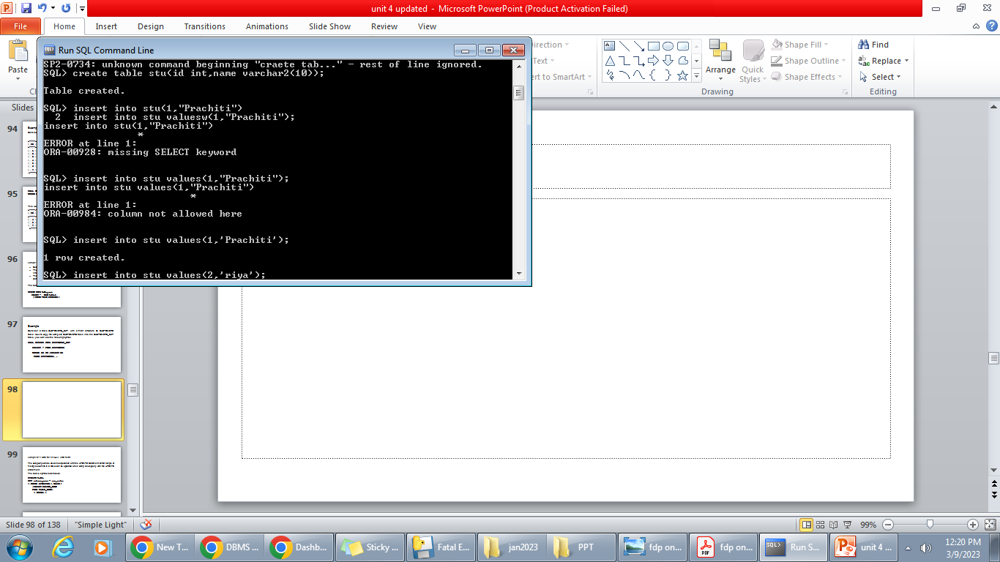 unit 4 updated - Microsoft PowerPoint (Product Activation Failed)
File Home Insert Design Transitions Animations Slide Show Review View
Paste
Direction
Text
ert to SmartArt
Arrange
Quick
Styles
Shape Fill
Shape Outline
Shape Effects
Drawing
Find
Replace
Select
Editing
Run SQL Command Line
SP2-0734: unknown command beginning "craete tab..." - rest of line ignored.
SQL> create table stu(id int,name varchar2(10));
Table created.
SQL> insert into stu(1,"Prachiti")
2 insert into stu valuesw(1,"Prachiti");
insert into stu(1,"Prachiti")
*
ERROR at line 1:
ORA-00928: missing SELECT keyword
SQL> insert into stu values(1,"Prachiti");
insert into stu values(1,"Prachiti")
*
ERROR at line 1:
ORA-00984: column not allowed here
SQL> insert into stu values(1,'Prachiti');
1 row created.
SQL> insert into stu values(2,'riya');
Slides
94
95
96
97
Example
98
99
Slide 98 of 138
"Simple Light"
99%
New T...
DBMS ...
Dashb...
Sticky ...
Fatal E...
jan2023
PPT
fdp on...
fdp on...
Run S...
unit 4 ...
12:20 PM
3/9/2023